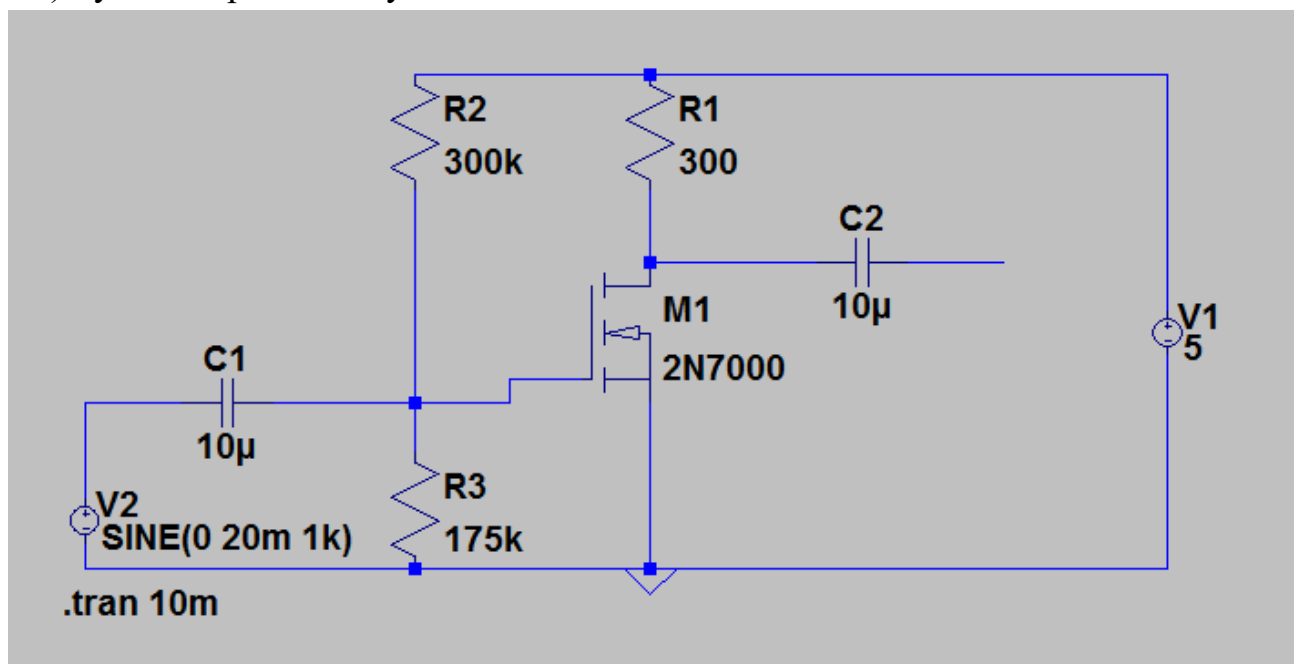 R2
300k
R1
300
C2
10µ
M1
2N7000
V1
5
C1
10µ
V2
SINE(0 20m 1k)
R3
175k
.tran 10m